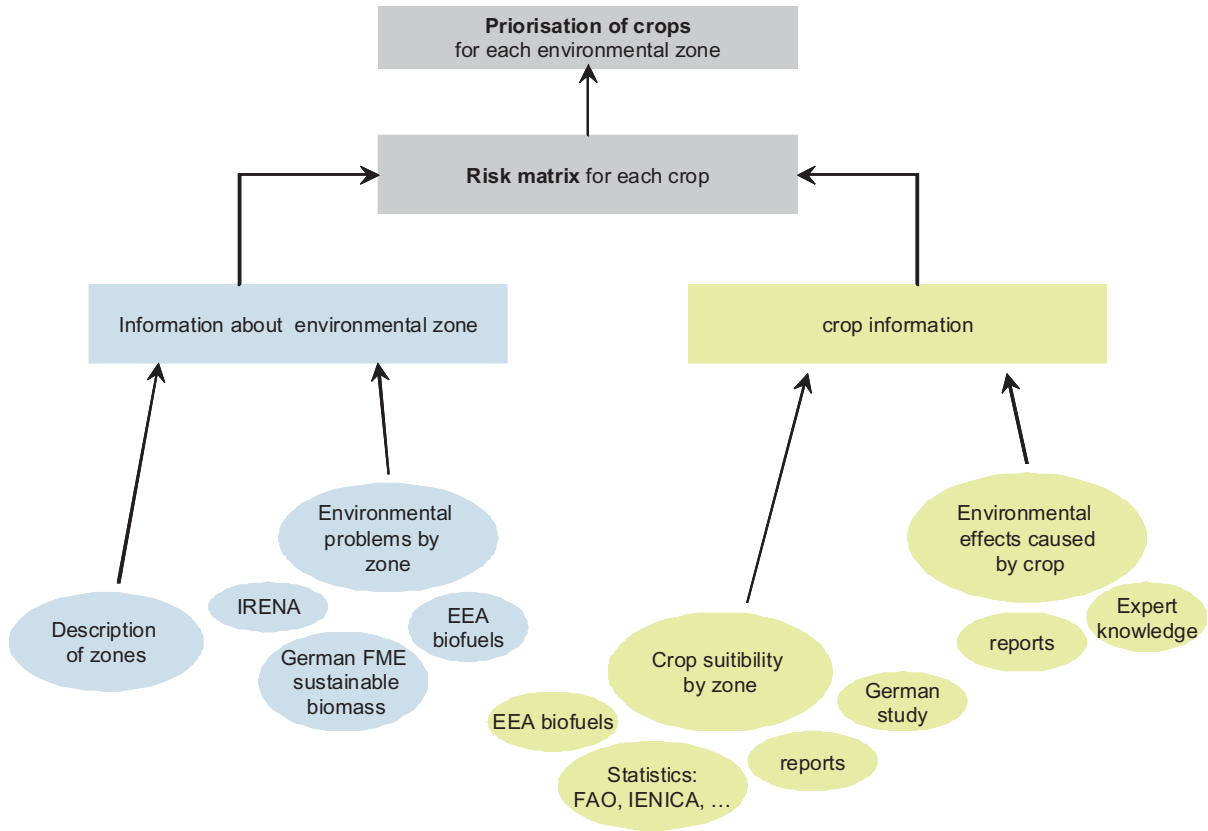 Priorisation of crops
for each environmental zone
Risk matrix for each crop
Information about environmental zone
crop information
Environmental
problems by
zone
IRENA
EEA
biofuels
Description
of zones
German FME
sustainable
biomass
Environmental
effects caused
by crop
Expert
knowledge
reports
Crop suitibility
by zone
German
study
EEA biofuels
reports
Statistics:
FAO, IENICA, …